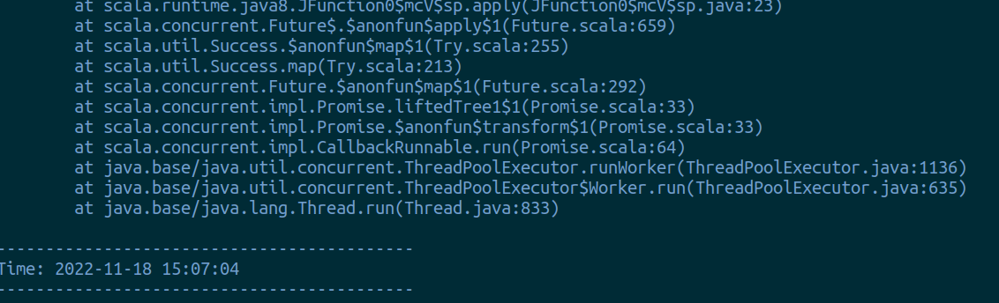 at scala.runtime.java8.JFunction0$mcV$sp.apply(JFunction0$mcV$sp.java:23)
at scala.concurrent.Future$.$anonfun$apply$1(Future.scala:659)
at scala.util.Success.$anonfun$map$1(Try.scala:255)
at scala.util.Success.map(Try.scala:213)
at scala.concurrent.Future.$anonfun$map$1(Future.scala:292)
at scala.concurrent.impl.Promise.liftedTree1$1(Promise.scala:33)
at scala.concurrent.impl.Promise.$anonfun$transform$1(Promise.scala:33)
at scala.concurrent.impl.CallbackRunnable.run(Promise.scala:64)
at java.base/java.util.concurrent.ThreadPoolExecutor.runWorker(ThreadPoolExecutor.java:1136)
at java.base/java.util.concurrent.ThreadPoolExecutor$Worker.run(ThreadPoolExecutor.java:635)
at java.base/java.lang.Thread.run(Thread.java:833)
-------------------------------------------
Time: 2022-11-18 15:07:04
-------------------------------------------